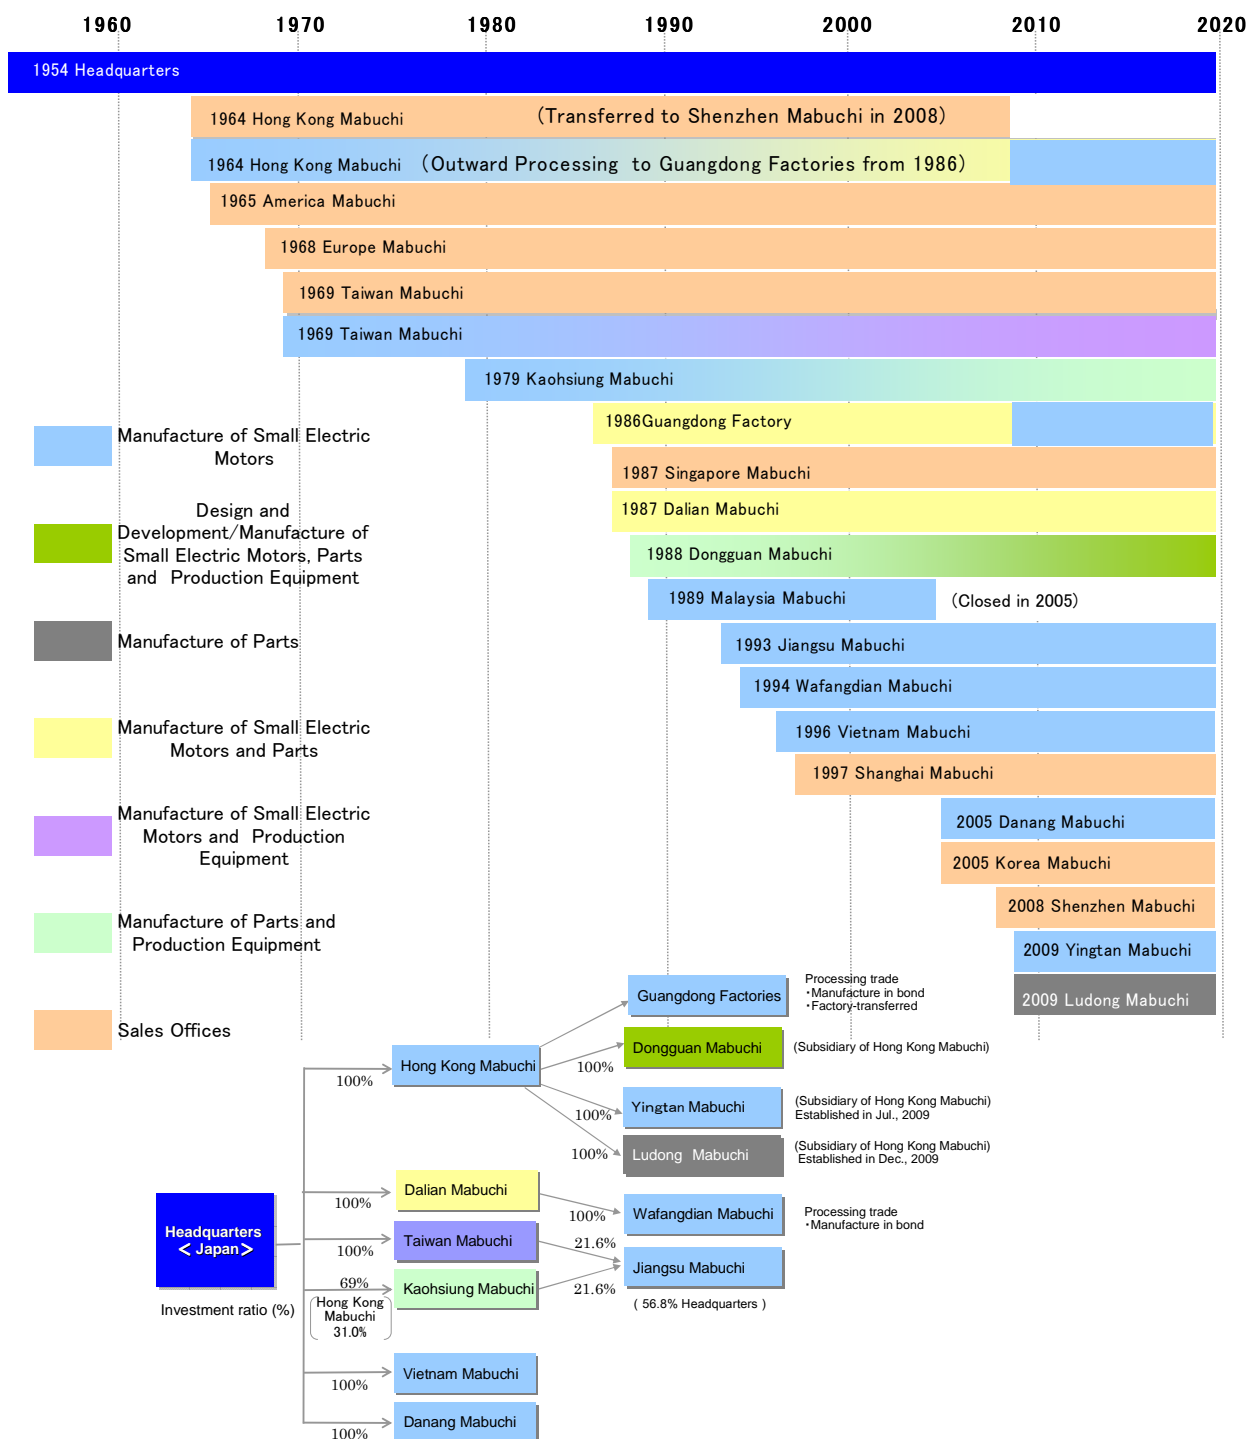 1960 1970 1980 1990 2000 2010 2020
1954 Headquarters
1964 Hong Kong Mabuchi (Transferred to Shenzhen Mabuchi in 2008)
1964 Hong Kong Mabuchi (Outward Processing to Guangdong Factories from 1986)
1965 America Mabuchi
1968 Europe Mabuchi
1969 Taiwan Mabuchi
1969 Taiwan Mabuchi
1979 Kaohsiung Mabuchi
1986Guangdong Factory
1987 Singapore Mabuchi
1987 Dalian Mabuchi
1988 Dongguan Mabuchi
1989 Malaysia Mabuchi (Closed in 2005)
1993 Jiangsu Mabuchi
1994 Wafangdian Mabuchi
1996 Vietnam Mabuchi
1997 Shanghai Mabuchi
2005 Danang Mabuchi
2005 Korea Mabuchi
2008 Shenzhen Mabuchi
2009 Yingtan Mabuchi
2009 Ludong Mabuchi
Manufacture of Small Electric
Motors
Design and
Development/Manufacture of
Small Electric Motors, Parts
and Production Equipment
Manufacture of Parts
Manufacture of Small Electric
Motors and Parts
Manufacture of Small Electric
Motors and Production
Equipment
Manufacture of Parts and
Production Equipment
Sales Offices
Headquarters
< Japan>
Investment ratio (%)
100%
Hong Kong Mabuchi
Guangdong Factories
Processing trade
・Manufacture in bond
・Factory-transferred
100%
Dongguan Mabuchi
(Subsidiary of Hong Kong Mabuchi)
100%
Yingtan Mabuchi
(Subsidiary of Hong Kong Mabuchi)
Established in Jul., 2009
100%
Ludong Mabuchi
(Subsidiary of Hong Kong Mabuchi)
Established in Dec., 2009
100%
Dalian Mabuchi
100%
Wafangdian Mabuchi
Processing trade
・Manufacture in bond
100%
Taiwan Mabuchi
21.6%
Jiangsu Mabuchi
( 56.8% Headquarters )
69%
Hong Kong
Mabuchi
31.0%
Kaohsiung Mabuchi
21.6%
100%
Vietnam Mabuchi
100%
Danang Mabuchi